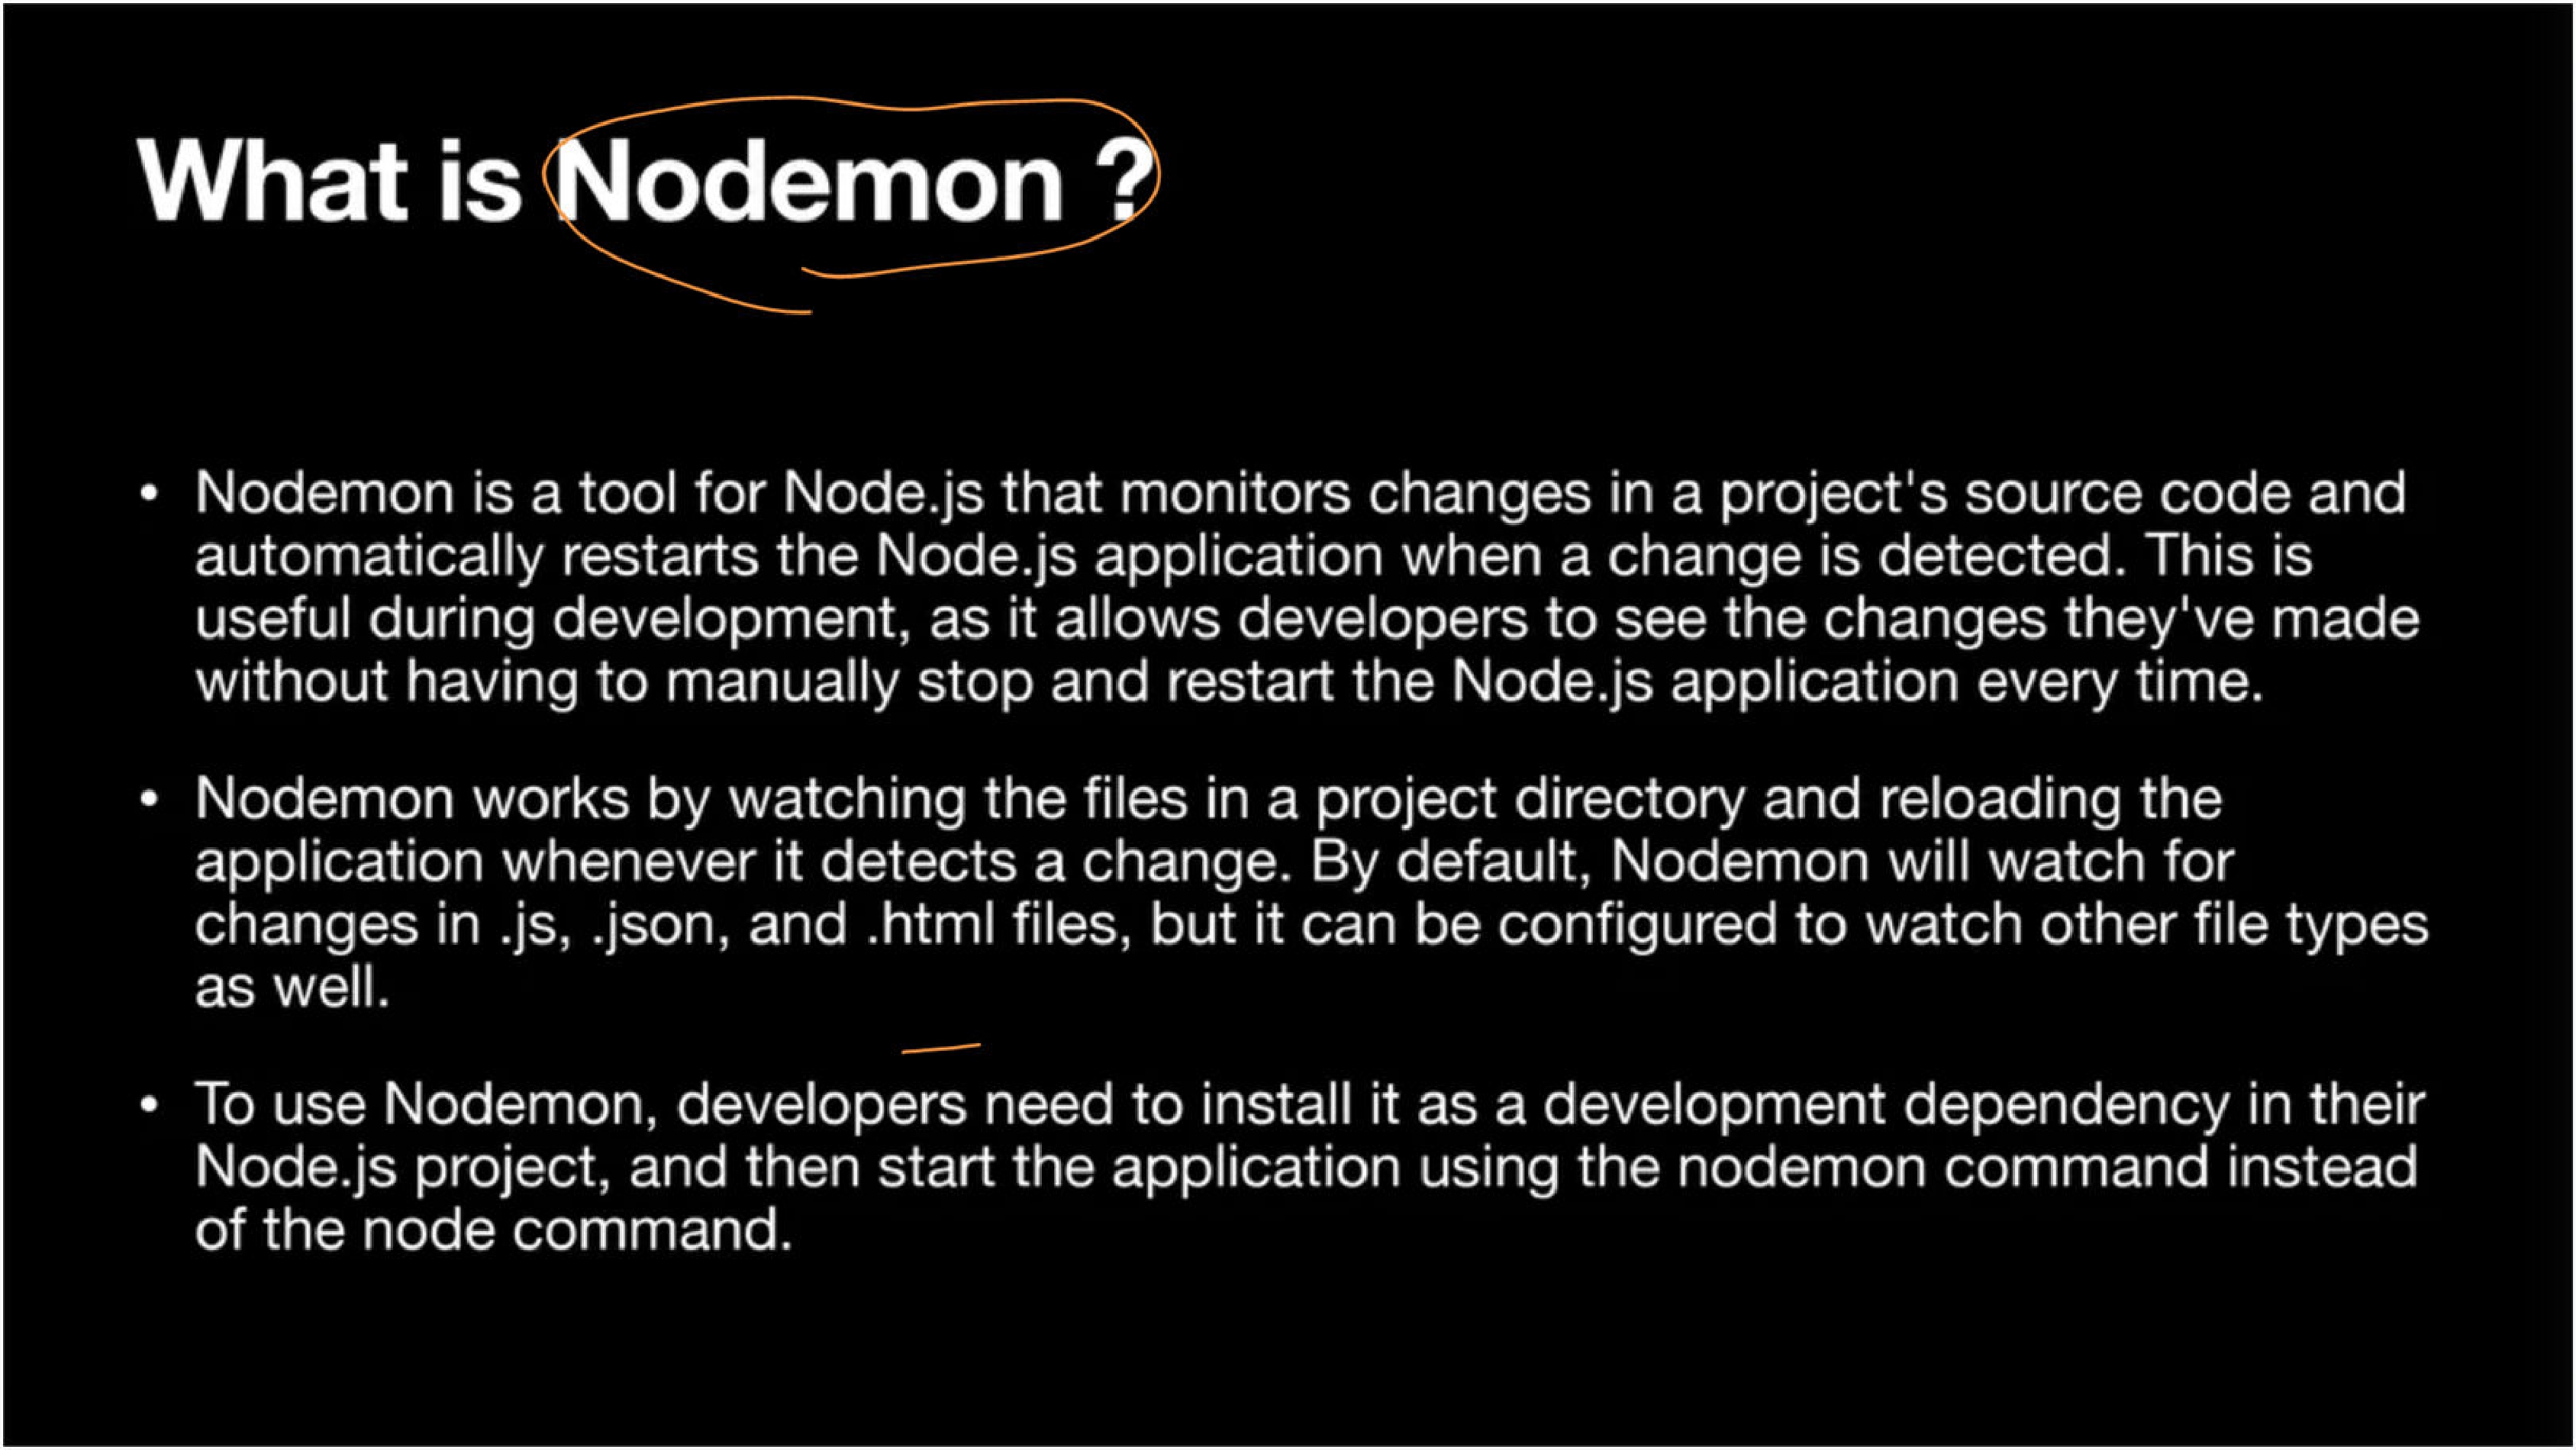 What is Nodemon ?
• Nodemon is a tool for Node.js that monitors changes in a project's source code and
automatically restarts the Node.js application when a change is detected. This is
useful during development, as it allows developers to see the changes they've made
without having to manually stop and restart the Node.js application every time.
• Nodemon works by watching the files in a project directory and reloading the
application whenever it detects a change. By default, Nodemon will watch for
changes in .js, .json, and .html files, but it can be configured to watch other file types
as well.
• To use Nodemon, developers need to install it as a development dependency in their
Node.js project, and then start the application using the nodemon command instead
of the node command.